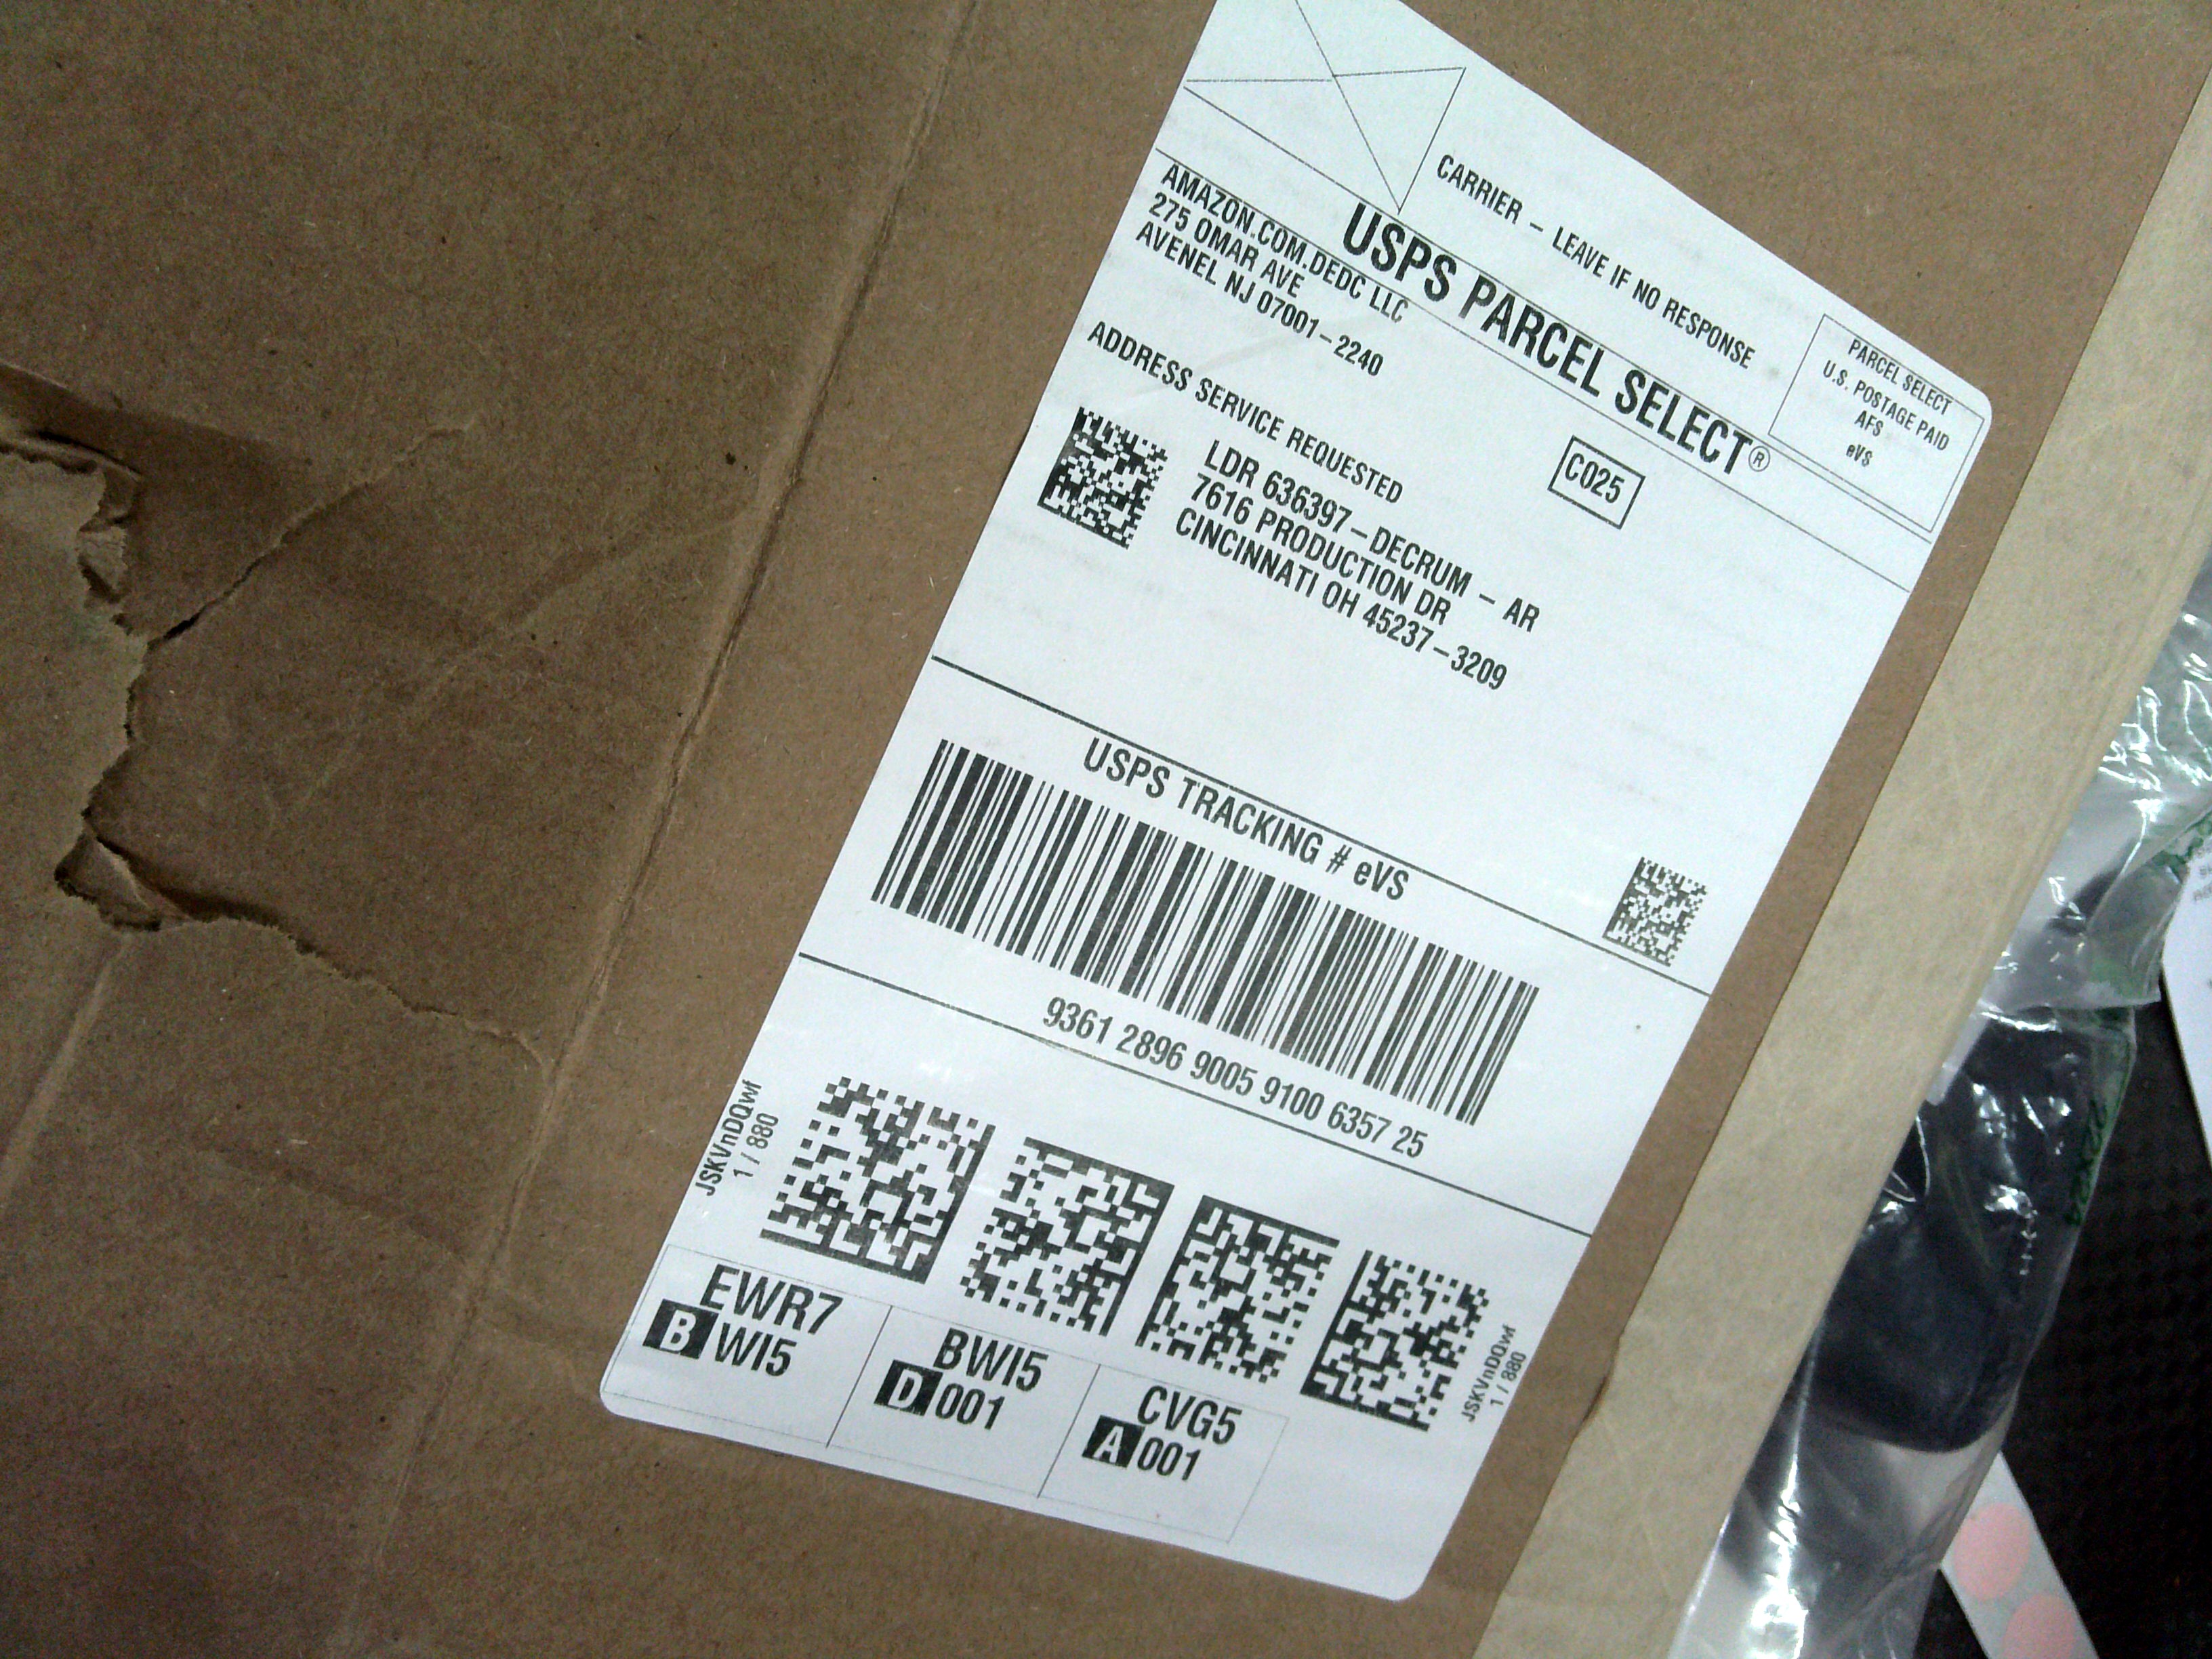 CARRIER – LEAVE IF NO RESPONSE
PARCEL SELECT
U.S. POSTAGE PAID
AFS
eVS
USPS PARCEL SELECT®
AMAZON.COM.DEDC LLC
275 OMAR AVE
AVENEL NJ 07001–2240
C025
ADDRESS SERVICE REQUESTED
LDR 636397–DECRUM – AR
7616 PRODUCTION DR
CINCINNATI OH 45237–3209
USPS TRACKING # eVS
9361 2896 9005 9100 6357 25
JSKVnDQwf
1 / 880
JSKVnDQwf
1 / 880
EWR7
B WI5
BWI5
D 001
CVG5
A 001